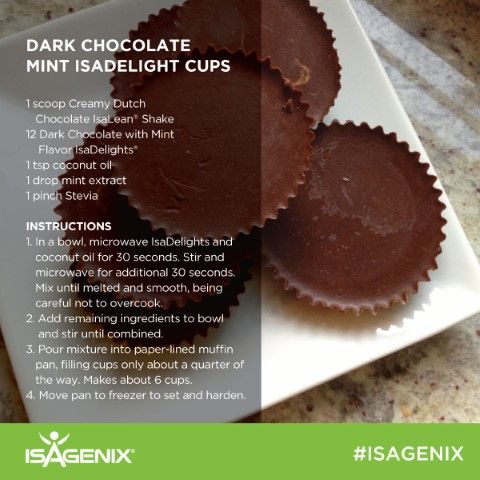 DARK CHOCOLATE
MINT ISADELIGHT CUPS
1 scoop Creamy Dutch
Chocolate IsaLean® Shake
12 Dark Chocolate with Mint
Flavor IsaDelights®
1 tsp coconut oil
1 drop mint extract
1 pinch Stevia
INSTRUCTIONS
1. In a bowl, microwave IsaDelights and
coconut oil for 30 seconds. Stir and
microwave for additional 30 seconds.
Mix until melted and smooth, being
careful not to overcook.
2. Add remaining ingredients to bowl
and stir until combined.
3. Pour mixture into paper-lined muffin
pan, filling cups only about a quarter of
the way. Makes about 6 cups.
4. Move pan to freezer to set and harden.
ISAGENIX®
#ISAGENIX